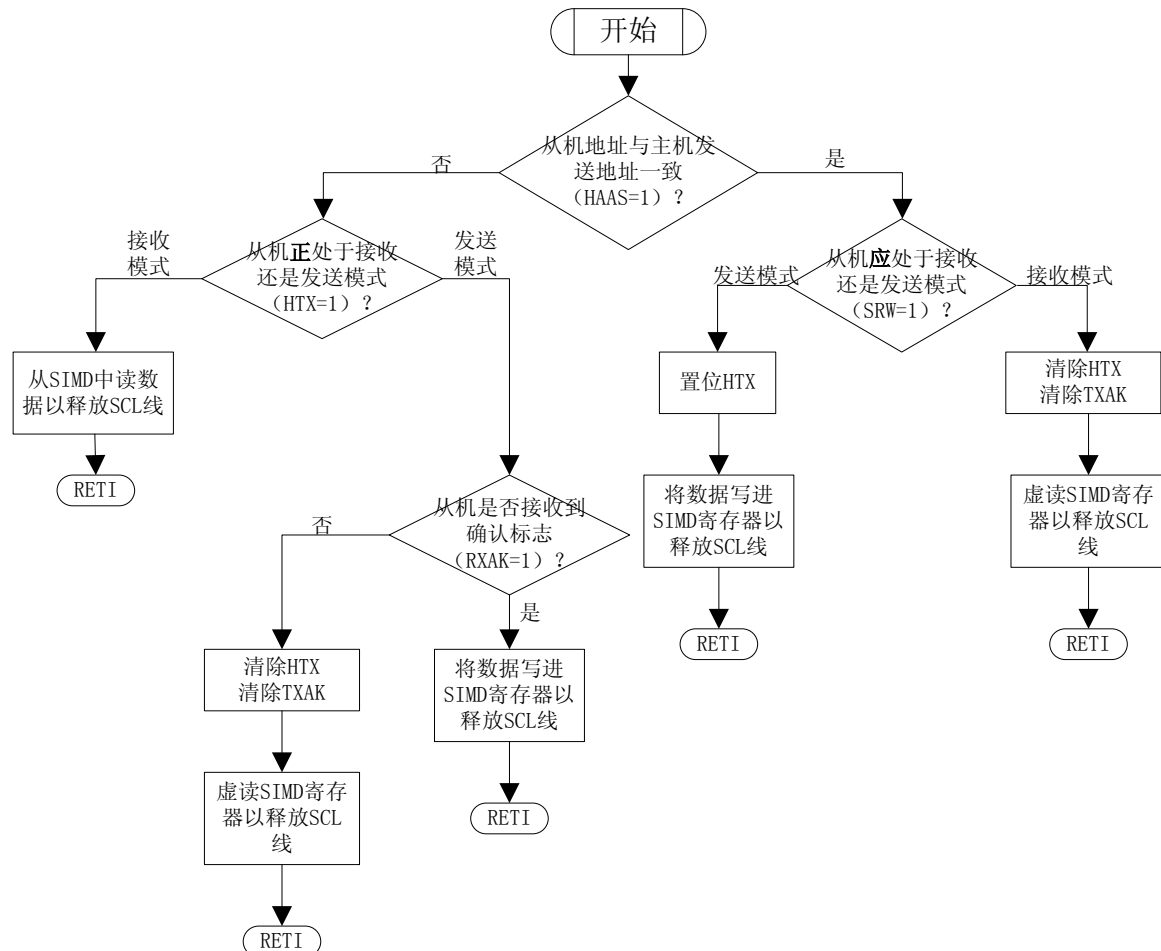 开始
从机地址与主机发
送地址一致
（HAAS=1）？
否
是
从机正处于接收
还是发送模式
（HTX=1）？
接收
模式
发送
模式
从机应处于接收
还是发送模式
（SRW=1）？
发送模式
接收模式
从SIMD中读数
据以释放SCL线
RETI
置位HTX
清除HTX
清除TXAK
将数据写进
SIMD寄存器以
释放SCL线
虚读SIMD寄存
器以释放SCL
线
RETI
RETI
从机是否接收到
确认标志
（RXAK=1）？
否
是
清除HTX
清除TXAK
将数据写进
SIMD寄存器以
释放SCL线
虚读SIMD寄存
器以释放SCL
线
RETI
RETI